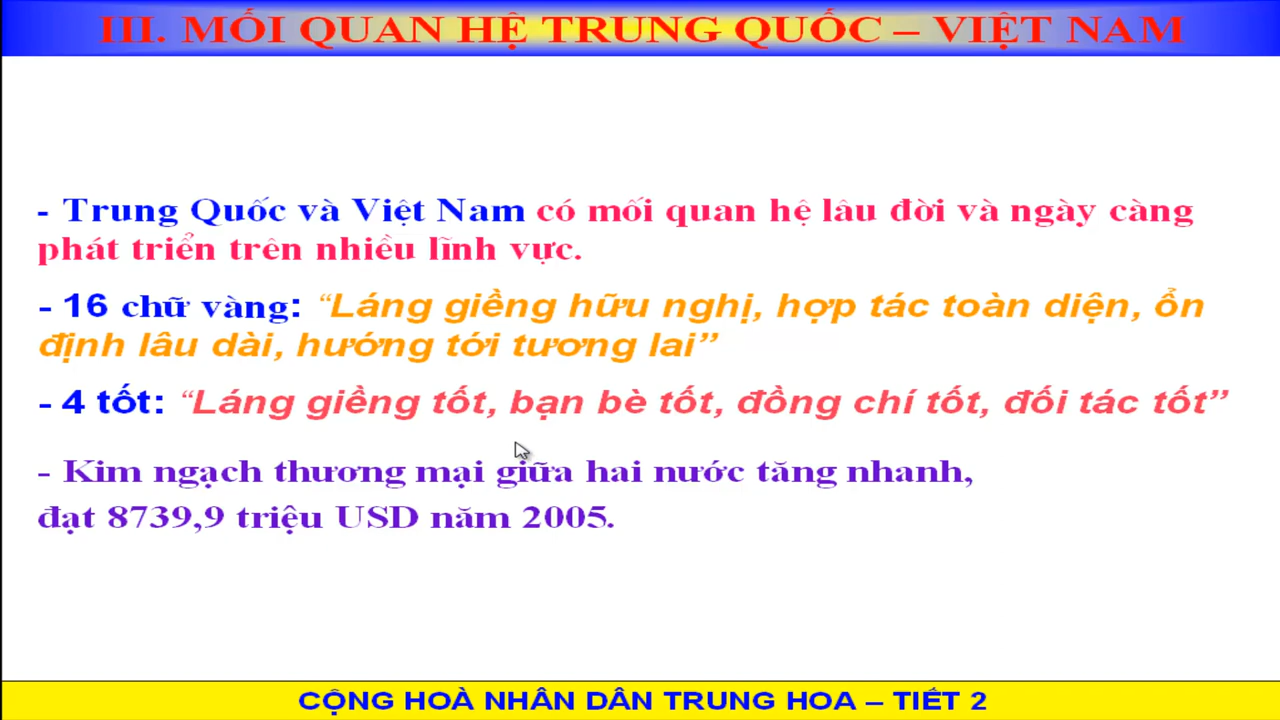 III. MỐI QUAN HỆ TRUNG QUỐC – VIỆT NAM
- Trung Quốc và Việt Nam có mối quan hệ lâu đời và ngày càng
phát triển trên nhiều lĩnh vực.
- 16 chữ vàng: “Láng giềng hữu nghị, hợp tác toàn diện, ổn
định lâu dài, hướng tới tương lai”
- 4 tốt: “Láng giềng tốt, bạn bè tốt, đồng chí tốt, đối tác tốt”
- Kim ngạch thương mại giữa hai nước tăng nhanh,
đạt 8739,9 triệu USD năm 2005.
CỘNG HOÀ NHÂN DÂN TRUNG HOA – TIẾT 2